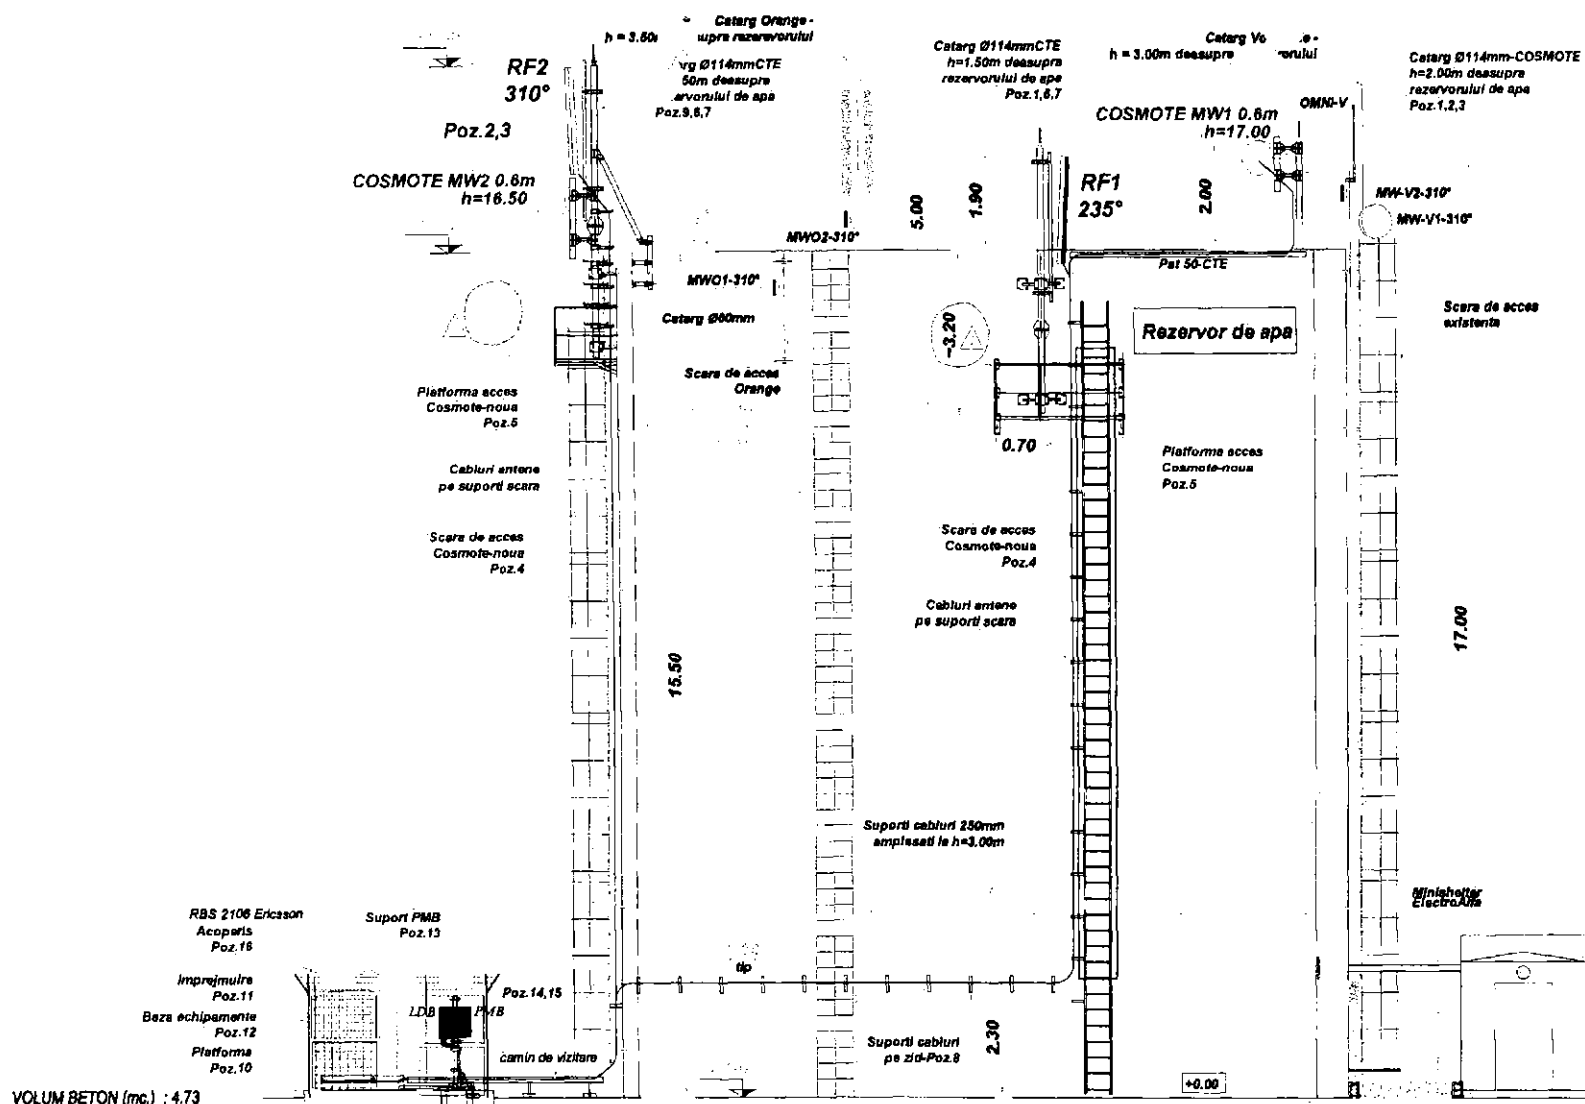 Catarg Orange -
h = 3.50
supra rezervorului
RF2
310°
Poz.2,3
rg Ø114mmCTE
50m deasupra
ervorului de apa
Poz.9,6,7
COSMOTE MW2 0.6m
h=16.50
Catarg Ø114mmCTE
h=1.50m deasupra
rezervorului de apa
Poz.1,6,7
Catarg Vo
h = 3.00m deasupra
Catarg Ø114mm-COSMOTE
h=2.00m deasupra
rezervorului de apa
Poz.1,2,3
OMNI-V
COSMOTE MW1 0.6m
h=17.00
RF1
235°
5.00
1.90
2.00
MW-V2-310°
MW-V1-310°
MWO2-310°
MWO1-310°
Pat 50-CTE
Catarg Ø60mm
~3.20
Rezervor de apa
Scara de acces
existenta
Scara de acces
Orange
Platforma acces
Cosmote-noua
Poz.5
0.70
Platforma acces
Cosmote-noua
Poz.5
Cabluri antene
pe suporti scara
Scara de acces
Cosmote-noua
Poz.4
Scara de acces
Cosmote-noua
Poz.4
Cabluri antene
pe suporti scara
15.50
17.00
Suporti cabluri 250mm
amplasati la h=3.00m
Minishelter
ElectroAlfa
RBS 2106 Ericsson
Acoperis
Poz.16
Suport PMB
Poz.13
tip
Imprejmuire
Poz.11
Poz.14,15
Baza echipamente
Poz.12
LDB
PMB
Platforma
Poz.10
camin de vizitare
Suporti cabluri
pe zid-Poz.8
2.30
+0.00
VOLUM BETON (mc.) : 4.73